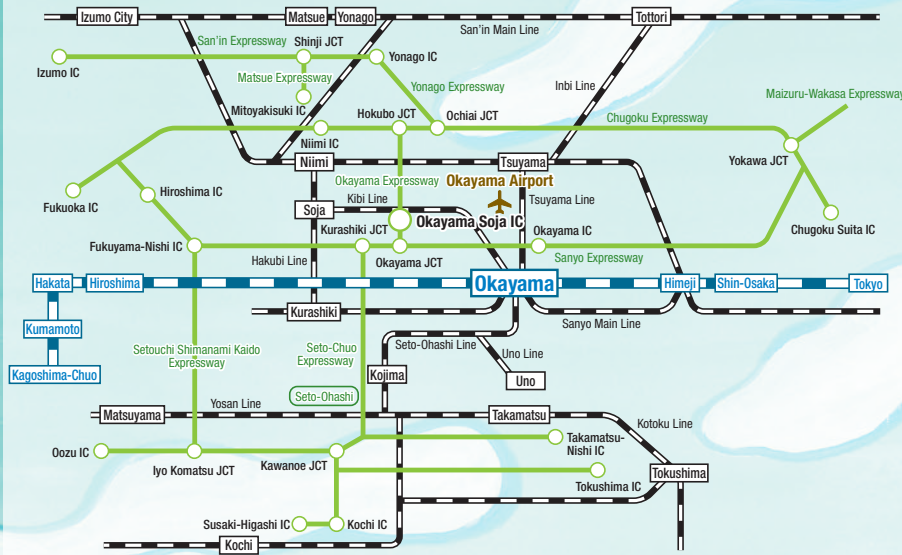 Izumo City
Matsue
Yonago
San'in Main Line
Tottori
San'in Expressway
Shinji JCT
Izumo IC
Yonago IC
Matsue Expressway
Mitoyakisuki IC
Yonago Expressway
Inbi Line
Maizuru-Wakasa Expressway
Hokubo JCT
Ochiai JCT
Chugoku Expressway
Niimi IC
Yokawa JCT
Niimi
Tsuyama
Okayama Expressway
Okayama Airport
Fukuoka IC
Hiroshima IC
Kibi Line
Tsuyama Line
Soja
Okayama Soja IC
Chugoku Suita IC
Kurashiki JCT
Okayama IC
Fukuyama-Nishi IC
Hakubi Line
Okayama JCT
Sanyo Expressway
Hakata
Hiroshima
Okayama
Himeji
Shin-Osaka
Tokyo
Kurashiki
Sanyo Main Line
Kumamoto
Seto-Ohashi Line
Setouchi Shimanami Kaido
Expressway
Seto-Chuo
Expressway
Uno Line
Kagoshima-Chuo
Kojima
Uno
Seto-Ohashi
Matsuyama
Yosan Line
Takamatsu
Kotoku Line
Oozu IC
Iyo Komatsu JCT
Kawanoe JCT
Takamatsu-
Nishi IC
Tokushima IC
Tokushima
Susaki-Higashi IC
Kochi IC
Kochi